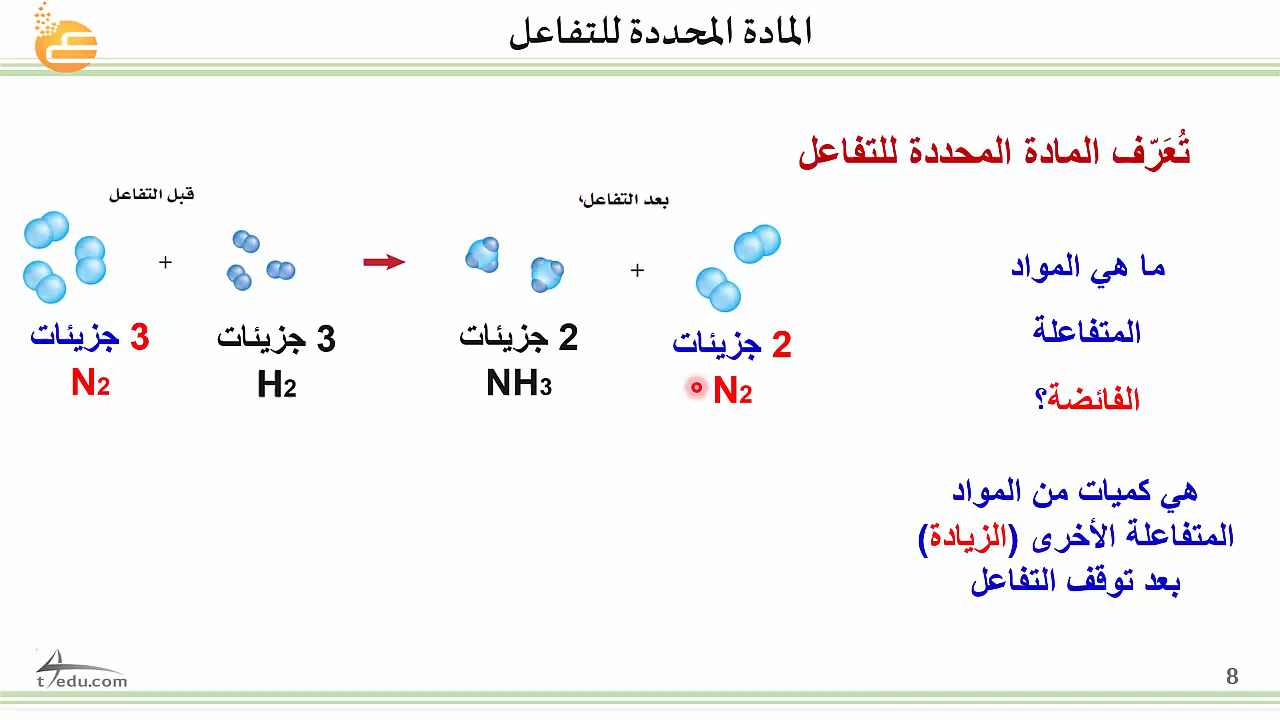 المادة المحددة للتفاعل
تُعَرّف المادة المحددة للتفاعل
قبل التفاعل
بعد التفاعل،
+
+
3 جزيئات
N2
3 جزيئات
H2
2 جزيئات
NH3
2 جزيئات
N2
ما هي المواد
المتفاعلة
الفائضة؟
هي كميات من المواد
المتفاعلة الأخرى (الزيادة)
بعد توقف التفاعل
t4edu.com
8